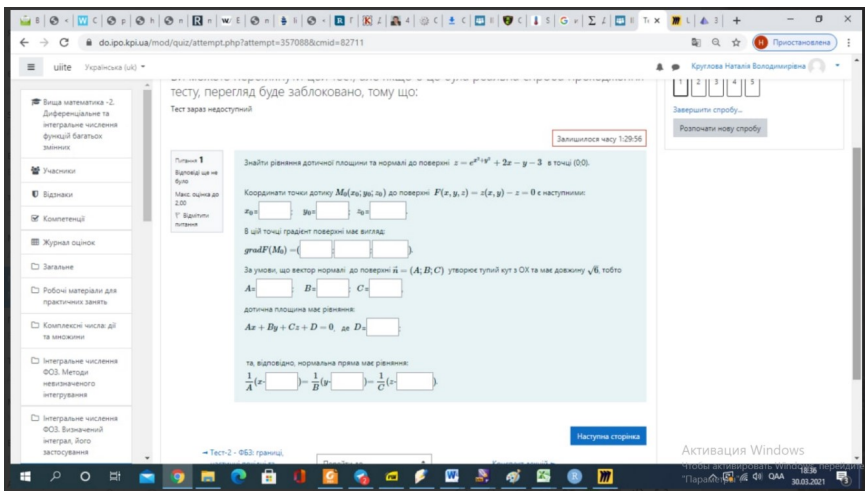 do.ipo.kpi.ua/mod/quiz/attempt.php?attempt=357088&cmid=82711
Призупинена
uiite Українська (uk)
Круглова Наталія Володимирівна
тесту, перегляд буде заблоковано, тому що:
Тест зараз недоступний
Залишилося часу 1:29:56
1 2 3 4 5
Завершити спробу...
Розпочати нову спробу
Вища математика -2.
Диференціальне та
інтегральне числення
функцій багатьох
змінних
Учасники
Відзнаки
Компетенції
Журнал оцінок
Загальне
Робочі матеріали для
практичних занять
Комплексні числа: дії
та множини
Інтегральне числення
ФОЗ. Методи
невизначеного
інтегрування
Інтегральне числення
ФОЗ. Визначений
інтеграл, його
застосування
Питання 1
Відповіді ще не
було
Макс. оцінка до
2,00
Відмітити
питання
Знайти рівняння дотичної площини та нормалі до поверхні z = e^{x²+y²} + 2x − y − 3 в точці (0;0).
Координати точки дотику M₀(x₀; y₀; z₀) до поверхні F(x, y, z) = z(x, y) − z = 0 є наступними:
x₀= ; y₀= ; z₀= .
В цій точці градієнт поверхні має вигляд:
gradF(M₀) =( ; ; ).
За умови, що вектор нормалі до поверхні n⃗ = (A; B; C) утворює тупий кут з OX та має довжину √6, тобто
A= ; B= ; C= ,
дотична площина має рівняння:
Ax + By + Cz + D = 0, де D= ;
та, відповідно, нормальна пряма має рівняння:
1/A (x- )= 1/B (y- )= 1/C (z- ).
Наступна сторінка
→ Тест-2 - ФБЗ: границі,
Активация Windows
18:36
QAA
30.03.2021